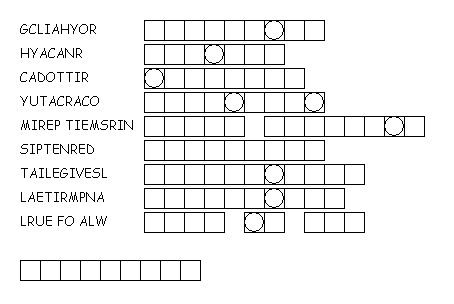 GCLIAHYOR
HYACANR
CADOTTIR
YUTACRACO
MIREP TIEMSRIN
SIPTENRED
TAILEGIVESL
LAETIRMPNA
LRUE FO ALW